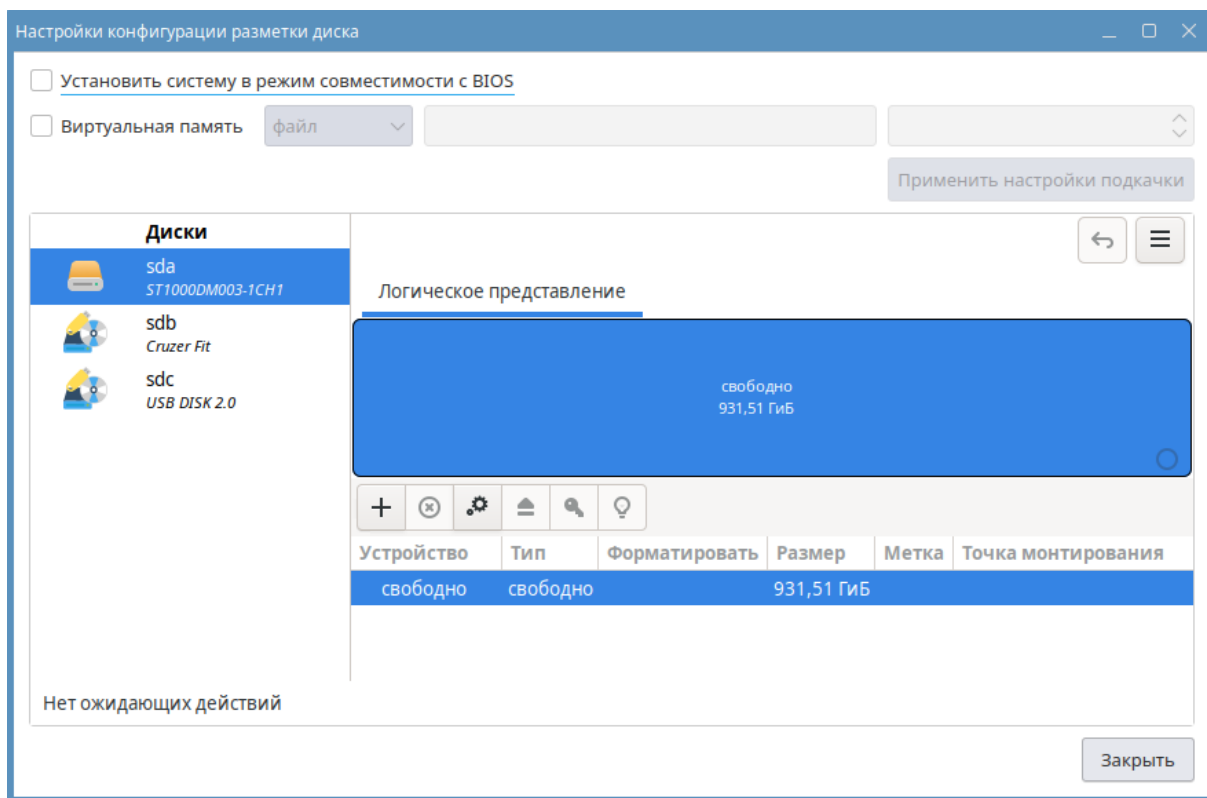 Настройки конфигурации разметки диска
Установить систему в режим совместимости с BIOS
Виртуальная память файл
Применить настройки подкачки
Диски
sda
ST1000DM003-1CH1
sdb
Cruzer Fit
sdc
USB DISK 2.0
Логическое представление
свободно
931,51 ГиБ
Устройство Тип Форматировать Размер Метка Точка монтирования
свободно свободно 931,51 ГиБ
Нет ожидающих действий
Закрыть